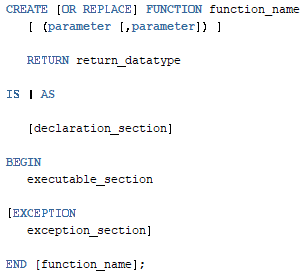 CREATE [OR REPLACE] FUNCTION function_name
[ (parameter [,parameter]) ]
RETURN return_datatype
IS | AS
[declaration_section]
BEGIN
executable_section
[EXCEPTION
exception_section]
END [function_name];